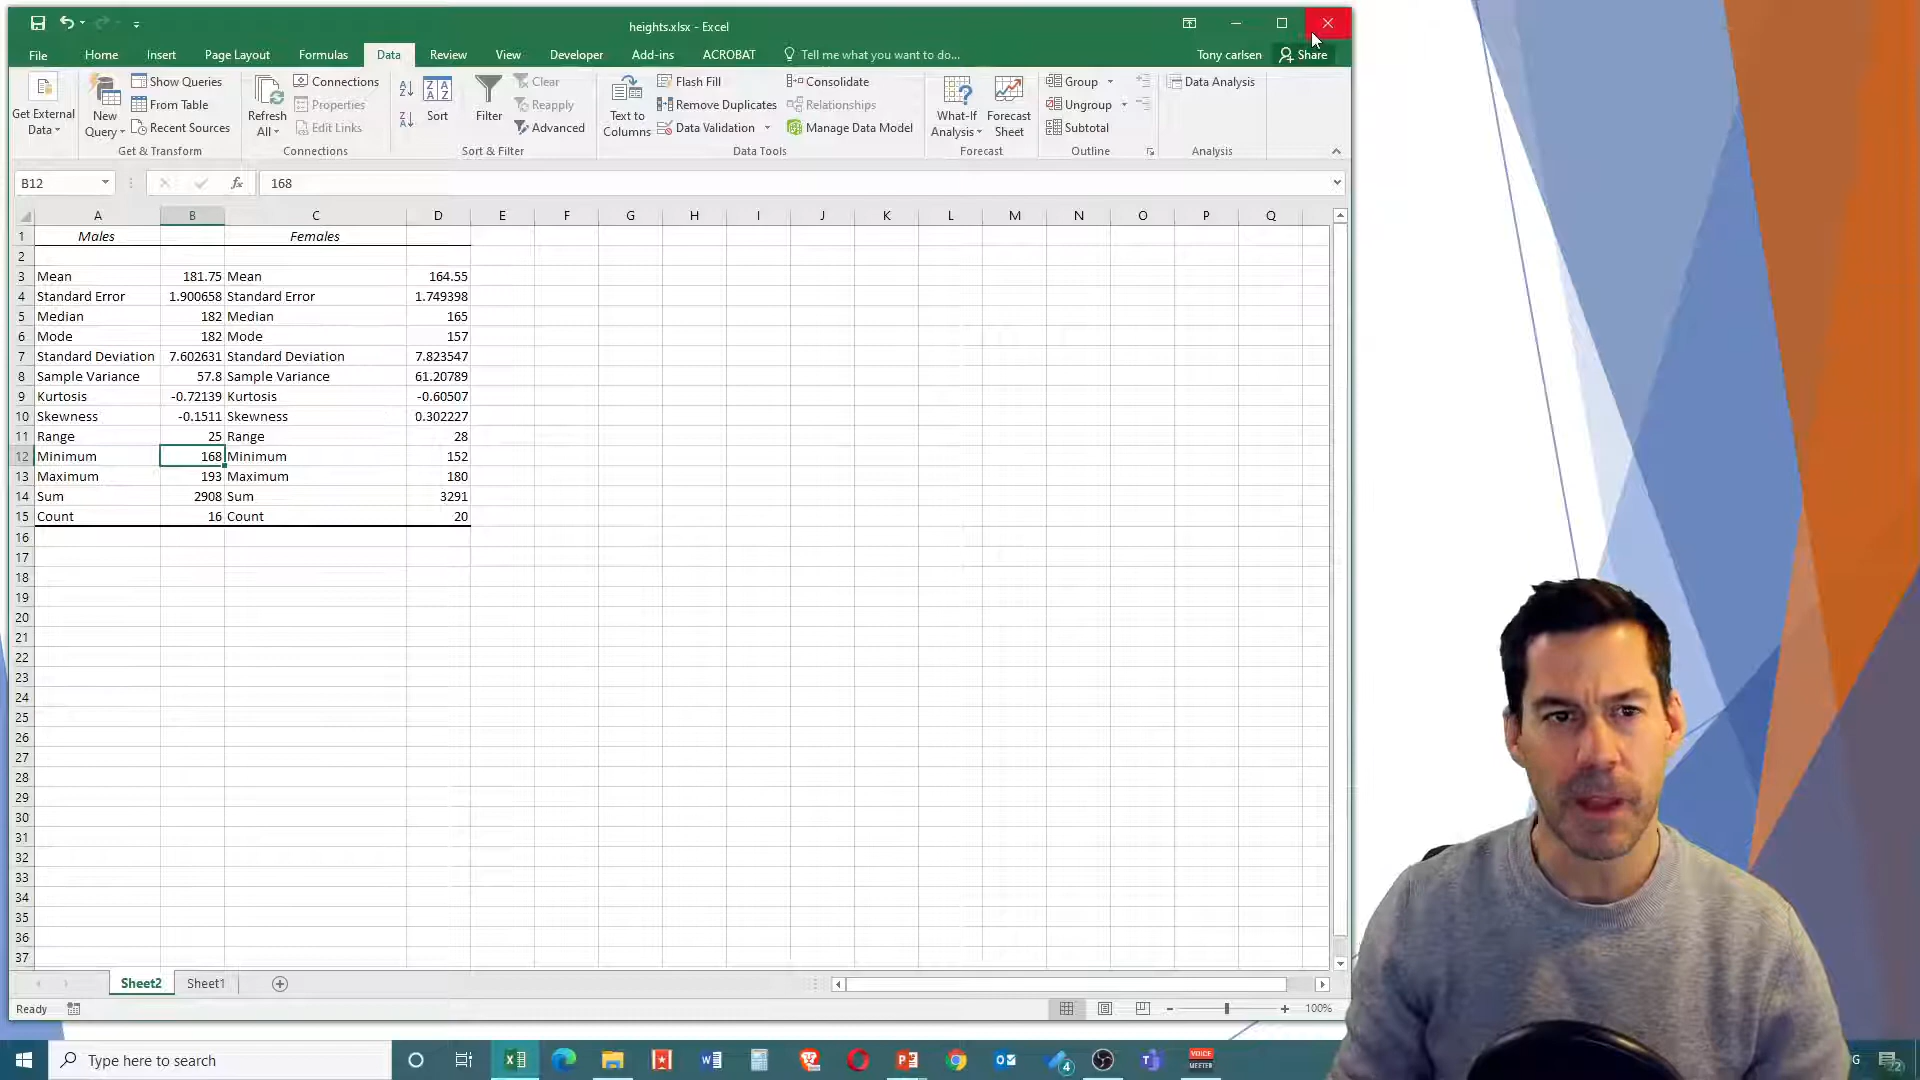 heights.xlsx - Excel
File Home Insert Page Layout Formulas Data Review View Developer Add-ins ACROBAT Tell me what you want to do... Tony carlsen Share
Get External Data
New Query
Show Queries
From Table
Recent Sources
Get & Transform
Refresh All
Connections
Properties
Edit Links
Connections
Sort
Filter
Clear
Reapply
Advanced
Sort & Filter
Text to Columns
Flash Fill
Remove Duplicates
Data Validation
Consolidate
Relationships
Manage Data Model
Data Tools
What-If Analysis
Forecast Sheet
Forecast
Group
Ungroup
Subtotal
Outline
Data Analysis
Analysis
B12 fx 168
A B C D E F G H I J K L M N O P Q
1 Males Females
2
3 Mean 181.75 Mean 164.55
4 Standard Error 1.900658 Standard Error 1.749398
5 Median 182 Median 165
6 Mode 182 Mode 157
7 Standard Deviation 7.602631 Standard Deviation 7.823547
8 Sample Variance 57.8 Sample Variance 61.20789
9 Kurtosis -0.72139 Kurtosis -0.60507
10 Skewness -0.1511 Skewness 0.302227
11 Range 25 Range 28
12 Minimum 168 Minimum 152
13 Maximum 193 Maximum 180
14 Sum 2908 Sum 3291
15 Count 16 Count 20
16
17
18
19
20
21
22
23
24
25
26
27
28
29
30
31
32
33
34
35
36
37
Sheet2 Sheet1
Ready 100%
Type here to search
VOICE MEETER
4
G
22